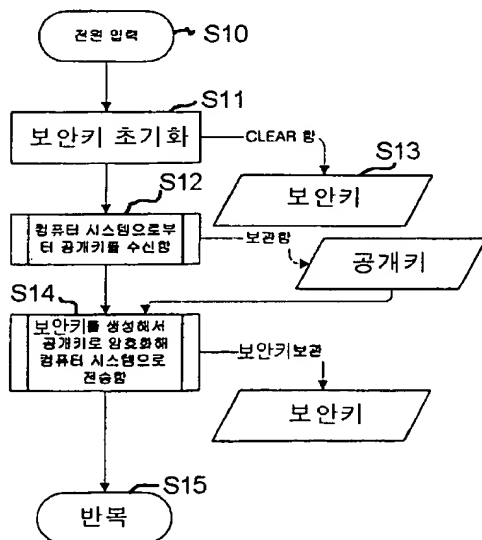 전원 입력
S10
S11
보안키 초기화
CLEAR 함
S13
보안키
S12
컴퓨터 시스템으로부
터 공개키를 수신함
보관함
공개키
S14
보안키를 생성해서
공개키로 암호화해
컴퓨터 시스템으로
전송함
보안키보관
보안키
S15
반복